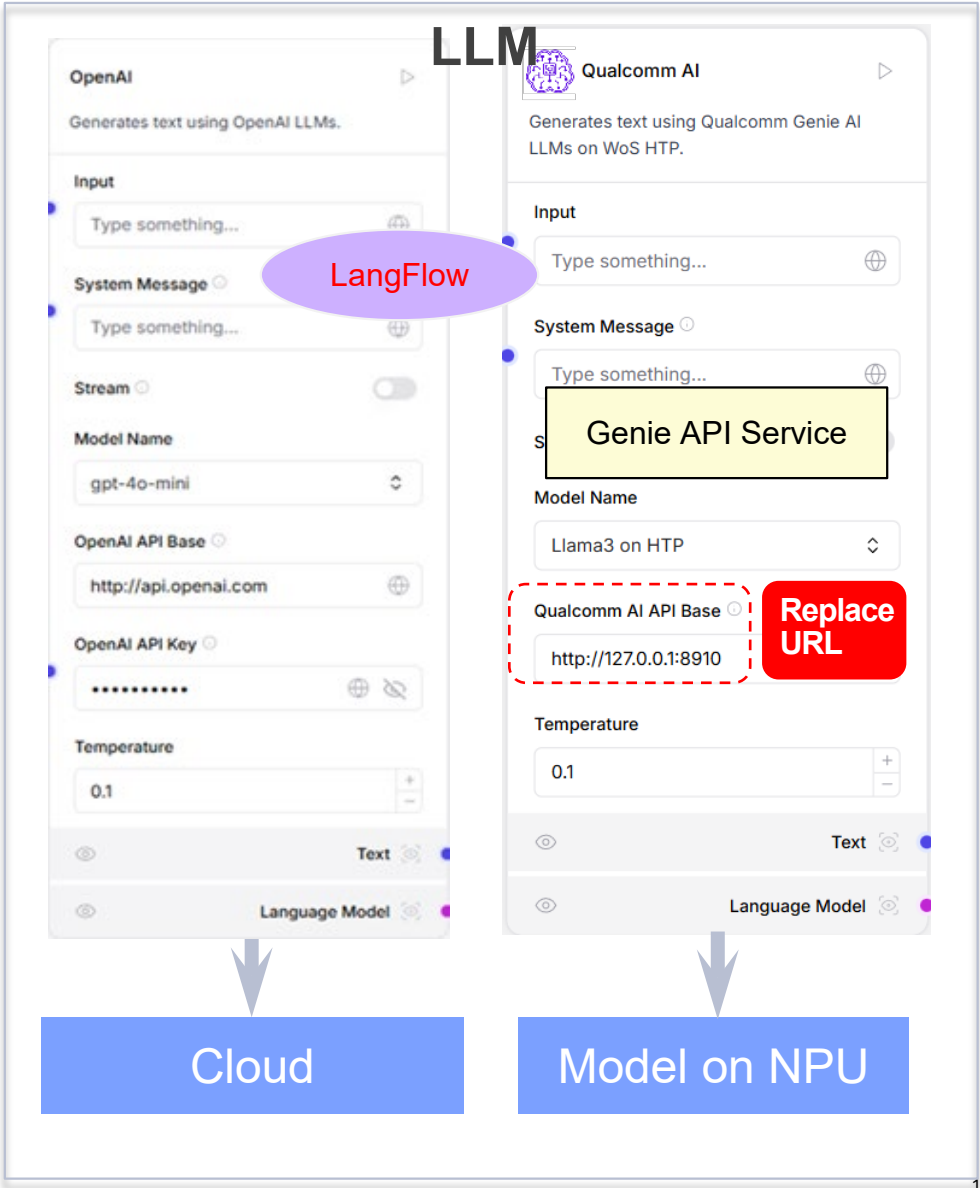 LLM
OpenAI
Generates text using OpenAI LLMs.
Input
Type something...
System Message
Type something...
Stream
Model Name
gpt-4o-mini
OpenAI API Base
http://api.openai.com
OpenAI API Key
••••••••••
Temperature
0.1
Text
Language Model
Cloud
LangFlow
Qualcomm AI
Generates text using Qualcomm Genie AI
LLMs on WoS HTP.
Input
Type something...
System Message
Type something...
S
Genie API Service
Model Name
Llama3 on HTP
Qualcomm AI API Base
http://127.0.0.1:8910
Replace
URL
Temperature
0.1
Text
Language Model
Model on NPU